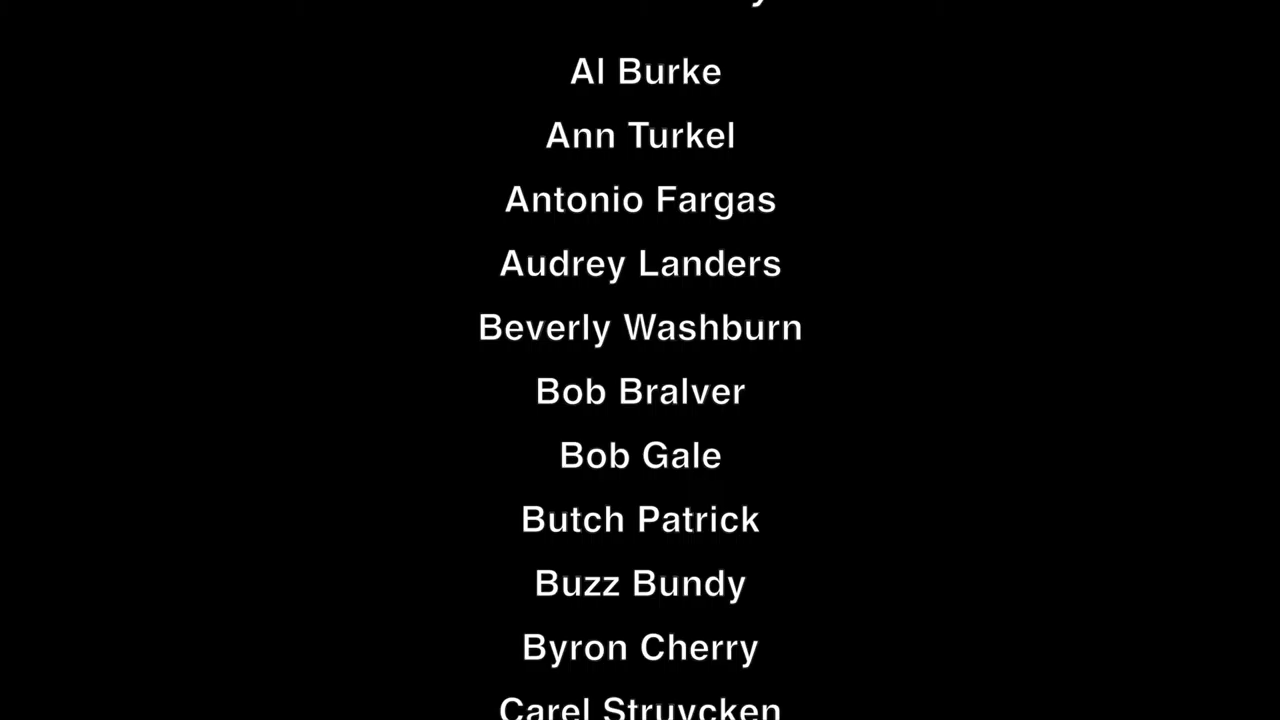 Al Burke
Ann Turkel
Antonio Fargas
Audrey Landers
Beverly Washburn
Bob Bralver
Bob Gale
Butch Patrick
Buzz Bundy
Byron Cherry
Carel Struycken